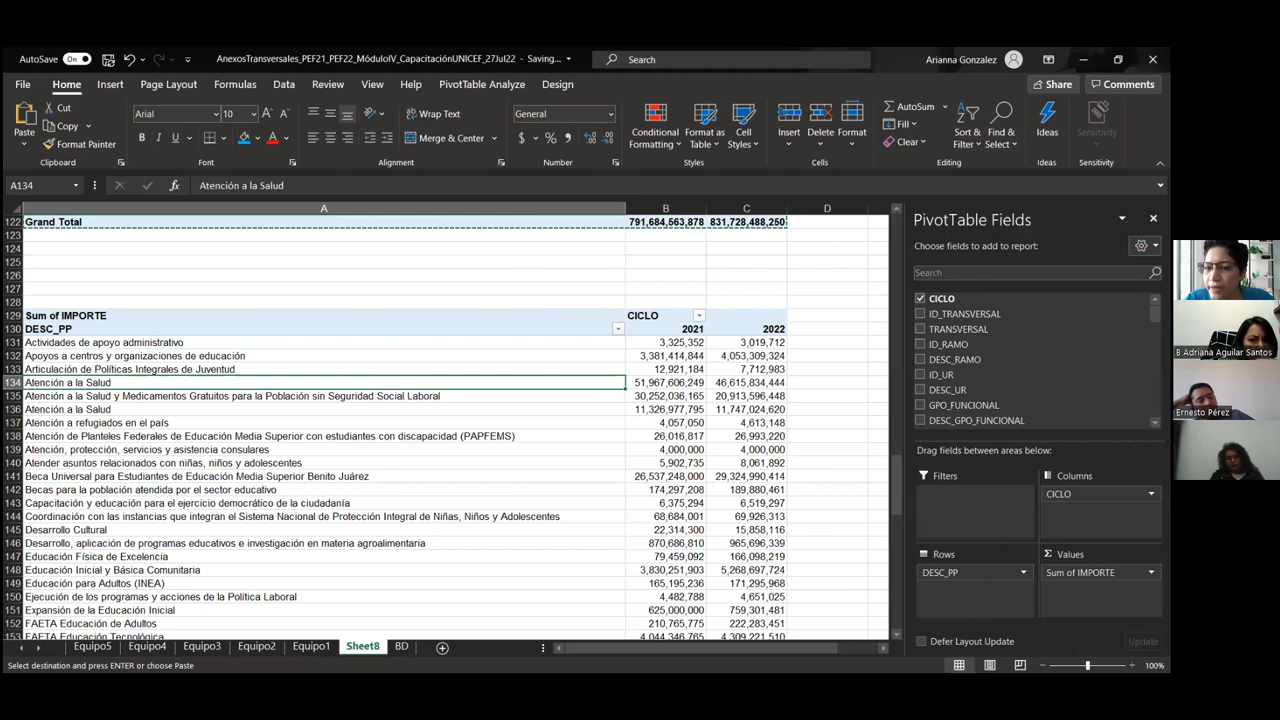 AutoSave On AnexosTransversales_PEF21_PEF22_MóduloIV_CapacitaciónUNICEF_27Jul22 - Saving... Search Arianna Gonzalez
File Home Insert Page Layout Formulas Data Review View Help PivotTable Analyze Design Share Comments
Paste Cut Copy Format Painter Arial 10 Wrap Text Merge & Center General Conditional Formatting Format as Table Cell Styles Insert Delete Format AutoSum Fill Clear Sort & Filter Find & Select Ideas Sensitivity
Clipboard Font Alignment Number Styles Cells Editing Ideas Sensitivity
A134 fx Atención a la Salud
A B C D
122 Grand Total 791,684,563,878 831,728,488,250
123
124
125
126
127
128
129 Sum of IMPORTE CICLO
130 DESC_PP 2021 2022
131 Actividades de apoyo administrativo 3,325,352 3,019,712
132 Apoyos a centros y organizaciones de educación 3,381,414,844 4,053,309,324
133 Articulación de Políticas Integrales de Juventud 12,921,184 7,712,983
134 Atención a la Salud 51,967,606,249 46,615,834,444
135 Atención a la Salud y Medicamentos Gratuitos para la Población sin Seguridad Social Laboral 30,252,036,165 20,913,596,448
136 Atención a la Salud 11,326,977,795 11,747,024,620
137 Atención a refugiados en el país 4,057,050 4,613,148
138 Atención de Planteles Federales de Educación Media Superior con estudiantes con discapacidad (PAPFEMS) 26,016,817 26,993,220
139 Atención, protección, servicios y asistencia consulares 4,000,000 4,000,000
140 Atender asuntos relacionados con niñas, niños y adolescentes 5,902,735 8,061,892
141 Beca Universal para Estudiantes de Educación Media Superior Benito Juárez 26,537,248,000 29,324,990,414
142 Becas para la población atendida por el sector educativo 174,297,208 189,880,461
143 Capacitación y educación para el ejercicio democrático de la ciudadanía 6,375,294 6,519,297
144 Coordinación con las instancias que integran el Sistema Nacional de Protección Integral de Niñas, Niños y Adolescentes 68,684,001 69,926,313
145 Desarrollo Cultural 22,314,300 15,858,116
146 Desarrollo, aplicación de programas educativos e investigación en materia agroalimentaria 870,686,810 965,696,339
147 Educación Física de Excelencia 79,459,092 166,098,219
148 Educación Inicial y Básica Comunitaria 3,830,251,903 5,268,697,724
149 Educación para Adultos (INEA) 165,195,236 171,295,968
150 Ejecución de los programas y acciones de la Política Laboral 4,482,788 4,651,025
151 Expansión de la Educación Inicial 625,000,000 759,301,481
152 FAETA Educación de Adultos 210,765,775 222,283,451
153 FAETA Educación Tecnológica 4,044,346,765 4,309,221,510
Equipo5 Equipo4 Equipo3 Equipo2 Equipo1 Sheet8 BD
Select destination and press ENTER or choose Paste 100%
PivotTable Fields
Choose fields to add to report:
Search
CICLO
ID_TRANSVERSAL
TRANSVERSAL
ID_RAMO
DESC_RAMO
ID_UR
DESC_UR
GPO_FUNCIONAL
DESC_GPO_FUNCIONAL
Drag fields between areas below:
Filters Columns
CICLO
Rows Σ Values
DESC_PP Sum of IMPORTE
Defer Layout Update Update
B Adriana Aguilar Santos
Ernesto Pérez